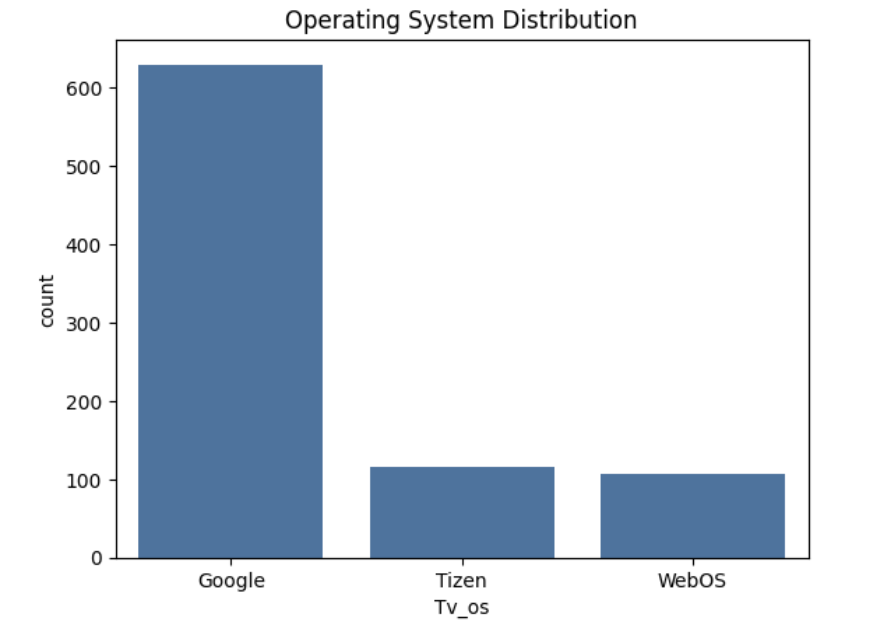 Operating System Distribution
600
500
400
300
200
100
0
count
Google
Tizen
WebOS
Tv_os